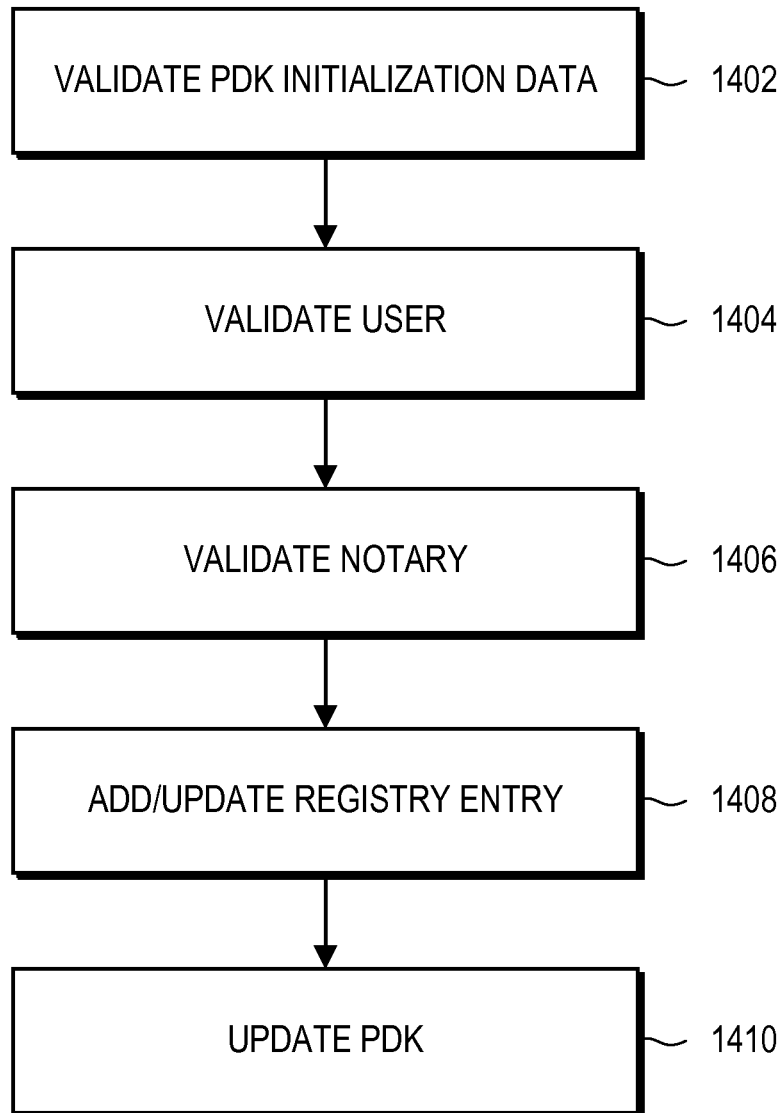 VALIDATE PDK INITIALIZATION DATA
1402
VALIDATE USER
1404
VALIDATE NOTARY
1406
ADD/UPDATE REGISTRY ENTRY
1408
UPDATE PDK
1410